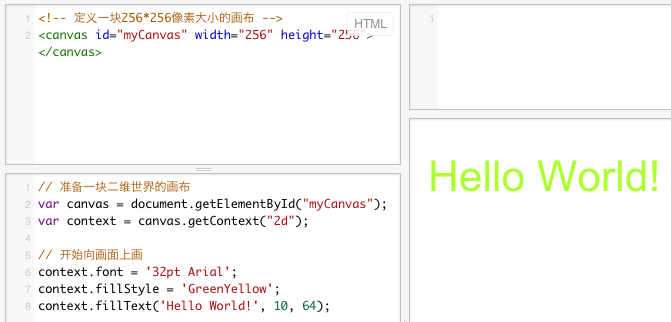 1 <!-- 定义一块256*256像素大小的画布 -->
HTML
2 <canvas id="myCanvas" width="256" height="256">
</canvas>
1
1 // 准备一块二维世界的画布
2 var canvas = document.getElementById("myCanvas");
3 var context = canvas.getContext("2d");
4
5 // 开始向画面上画
6 context.font = '32pt Arial';
7 context.fillStyle = 'GreenYellow';
8 context.fillText('Hello World!', 10, 64);
Hello World!